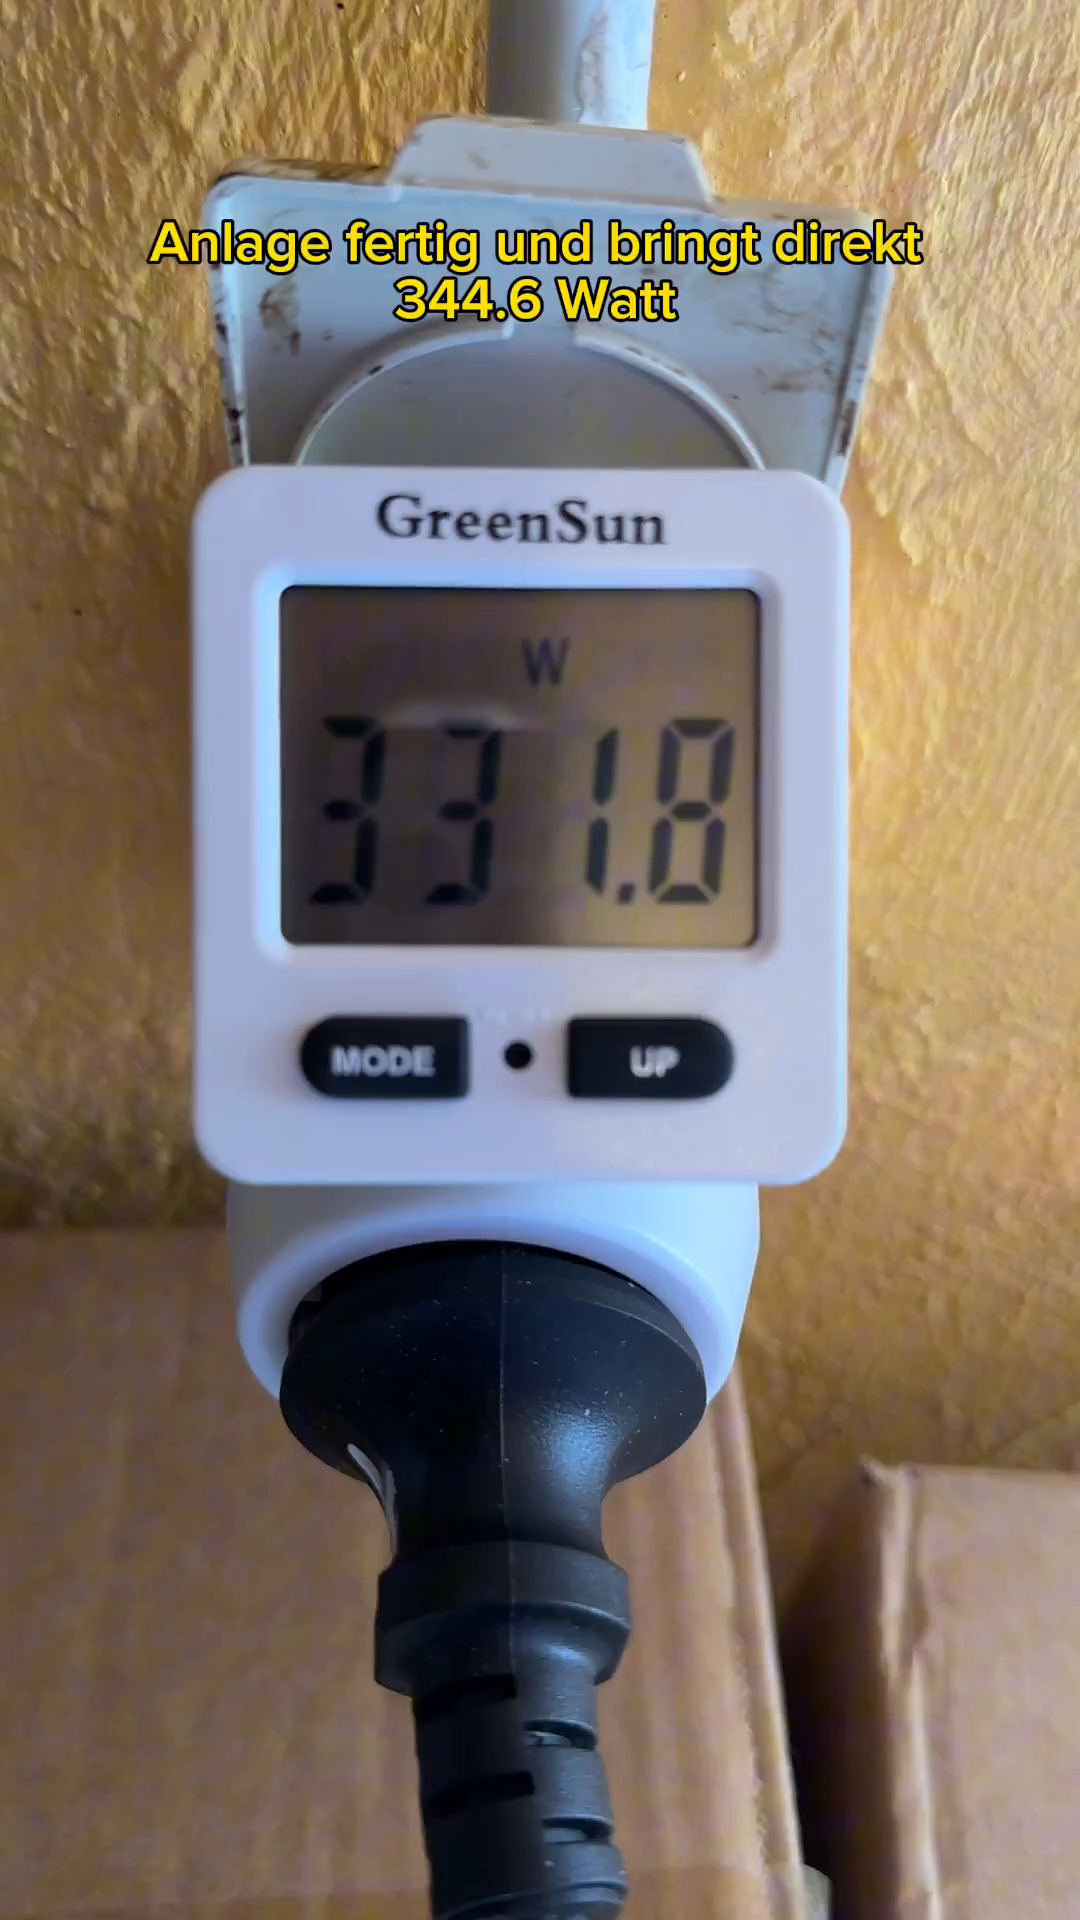 Anlage fertig und bringt direkt
344.6 Watt
GreenSun
W
331.8
MODE
UP